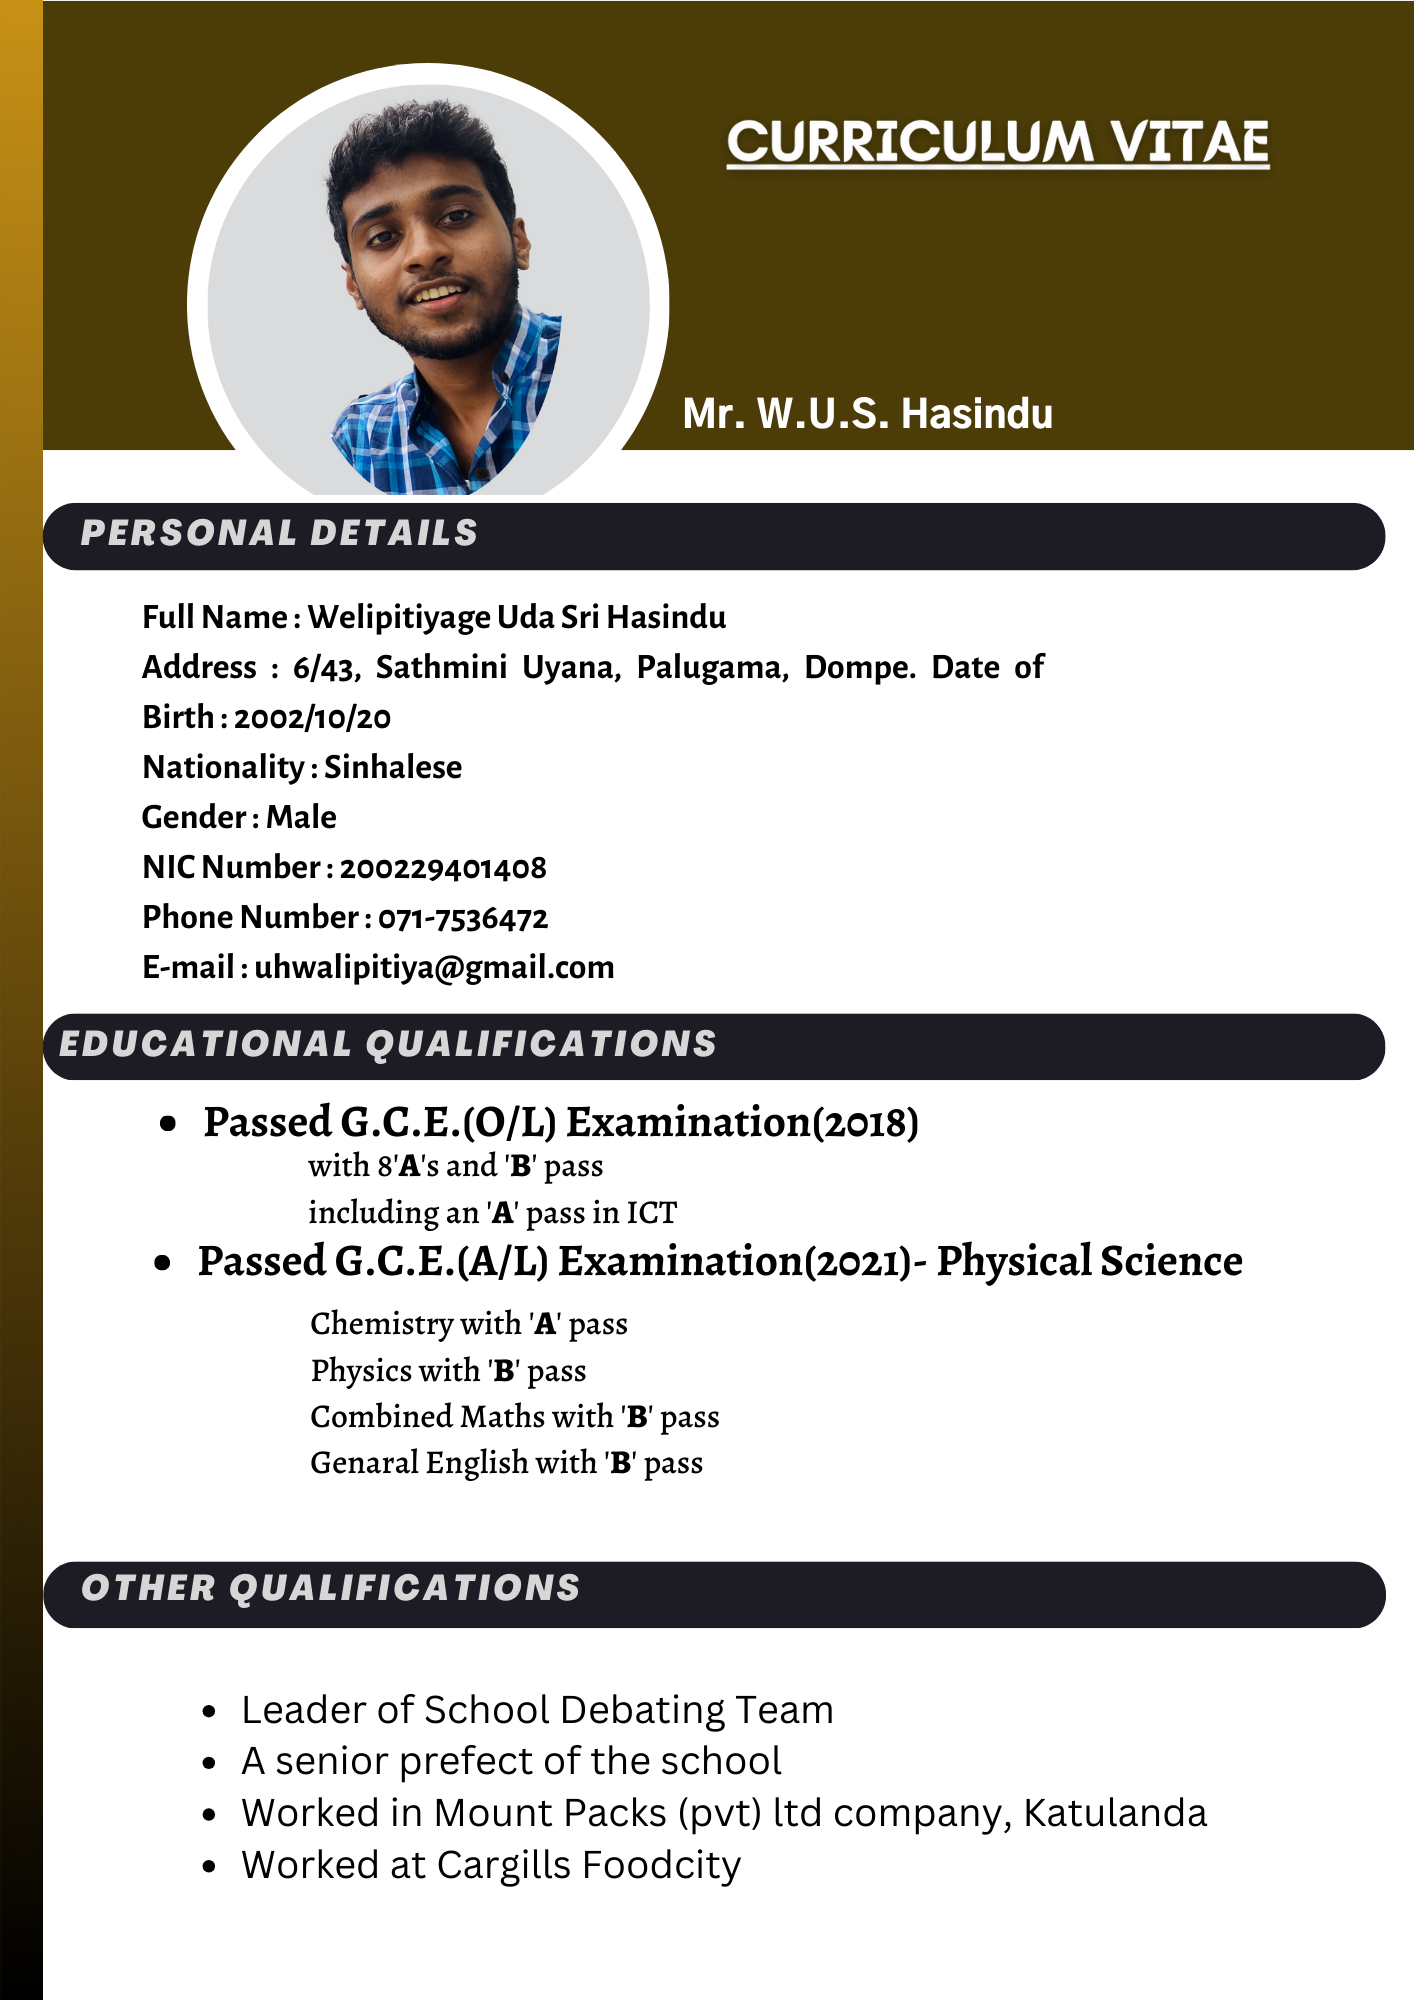 CURRICULUM VITAE
Mr. W.U.S. Hasindu
PERSONAL DETAILS
Full Name : Welipitiyage Uda Sri Hasindu
Address : 6/43, Sathmini Uyana, Palugama, Dompe. Date of
Birth : 2002/10/20
Nationality : Sinhalese
Gender : Male
NIC Number : 200229401408
Phone Number : 071-7536472
E-mail : uhwalipitiya@gmail.com
EDUCATIONAL QUALIFICATIONS
• Passed G.C.E.(O/L) Examination(2018)
with 8'A's and 'B' pass
including an 'A' pass in ICT
• Passed G.C.E.(A/L) Examination(2021)- Physical Science
Chemistry with 'A' pass
Physics with 'B' pass
Combined Maths with 'B' pass
Genaral English with 'B' pass
OTHER QUALIFICATIONS
• Leader of School Debating Team
• A senior prefect of the school
• Worked in Mount Packs (pvt) ltd company, Katulanda
• Worked at Cargills Foodcity